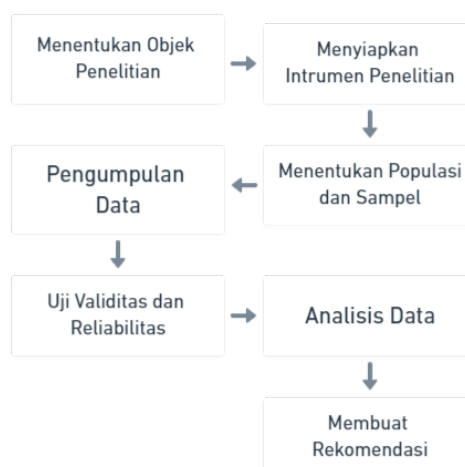 Menentukan Objek
Penelitian
Menyiapkan
Intrumen Penelitian
Menentukan Populasi
dan Sampel
Pengumpulan
Data
Uji Validitas dan
Reliabilitas
Analisis Data
Membuat
Rekomendasi